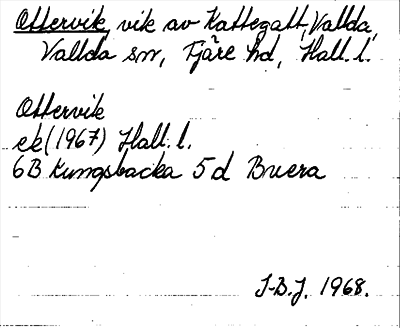 Ottervik, vik av Kattegatt, Vallda,
Vallda sn, Fjäre hd, Hall. l.
Ottervik
ek (1967) Hall. l.
6B Kungsbacka 5d Buera
J-B.J. 1968.